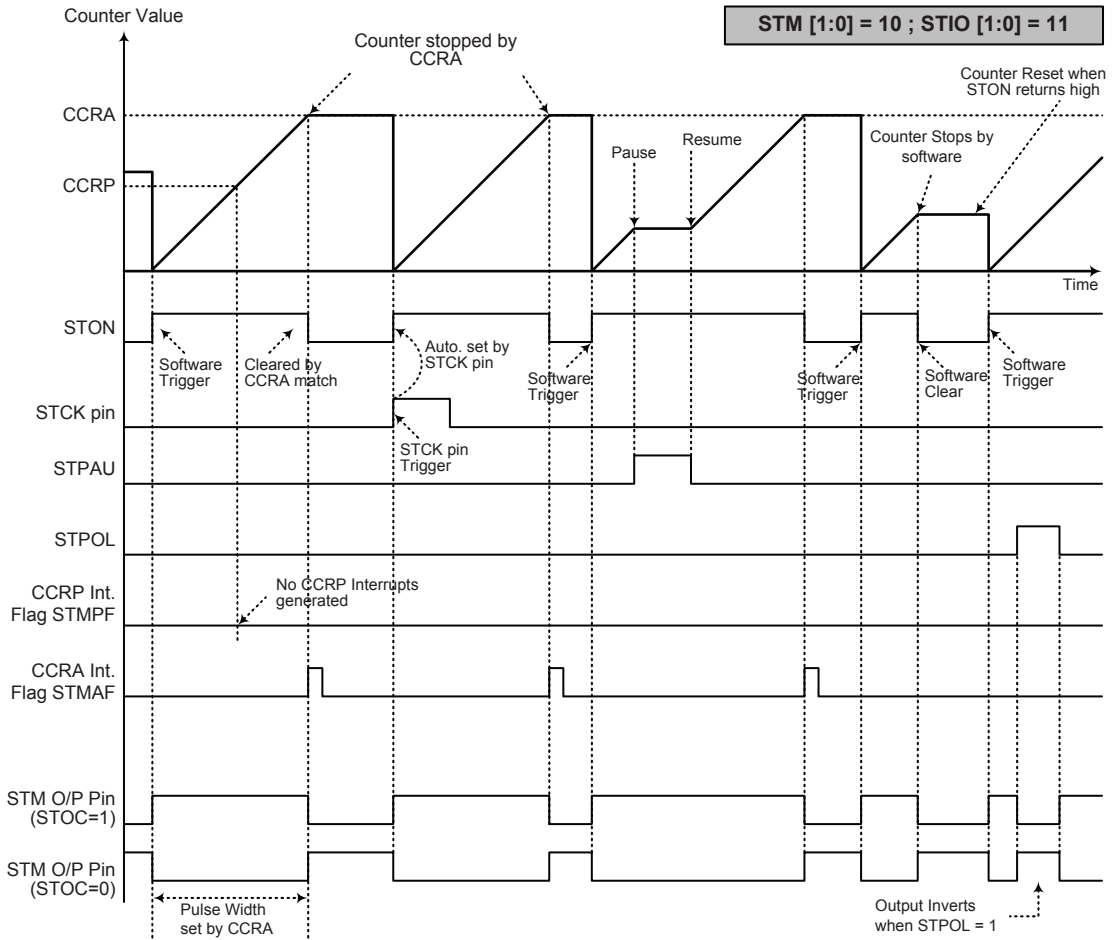 Counter Value
STM [1:0] = 10 ; STIO [1:0] = 11
Counter stopped by
CCRA
Counter Reset when
STON returns high
CCRA
Pause
Resume
Counter Stops by
software
CCRP
Time
STON
Software
Trigger
Cleared by
CCRA match
Auto. set by
STCK pin
Software
Trigger
Software
Trigger
Software
Clear
Software
Trigger
STCK pin
STCK pin
Trigger
STPAU
STPOL
CCRP Int.
Flag STMPF
No CCRP Interrupts
generated
CCRA Int.
Flag STMAF
STM O/P Pin
(STOC=1)
STM O/P Pin
(STOC=0)
Pulse Width
set by CCRA
Output Inverts
when STPOL = 1